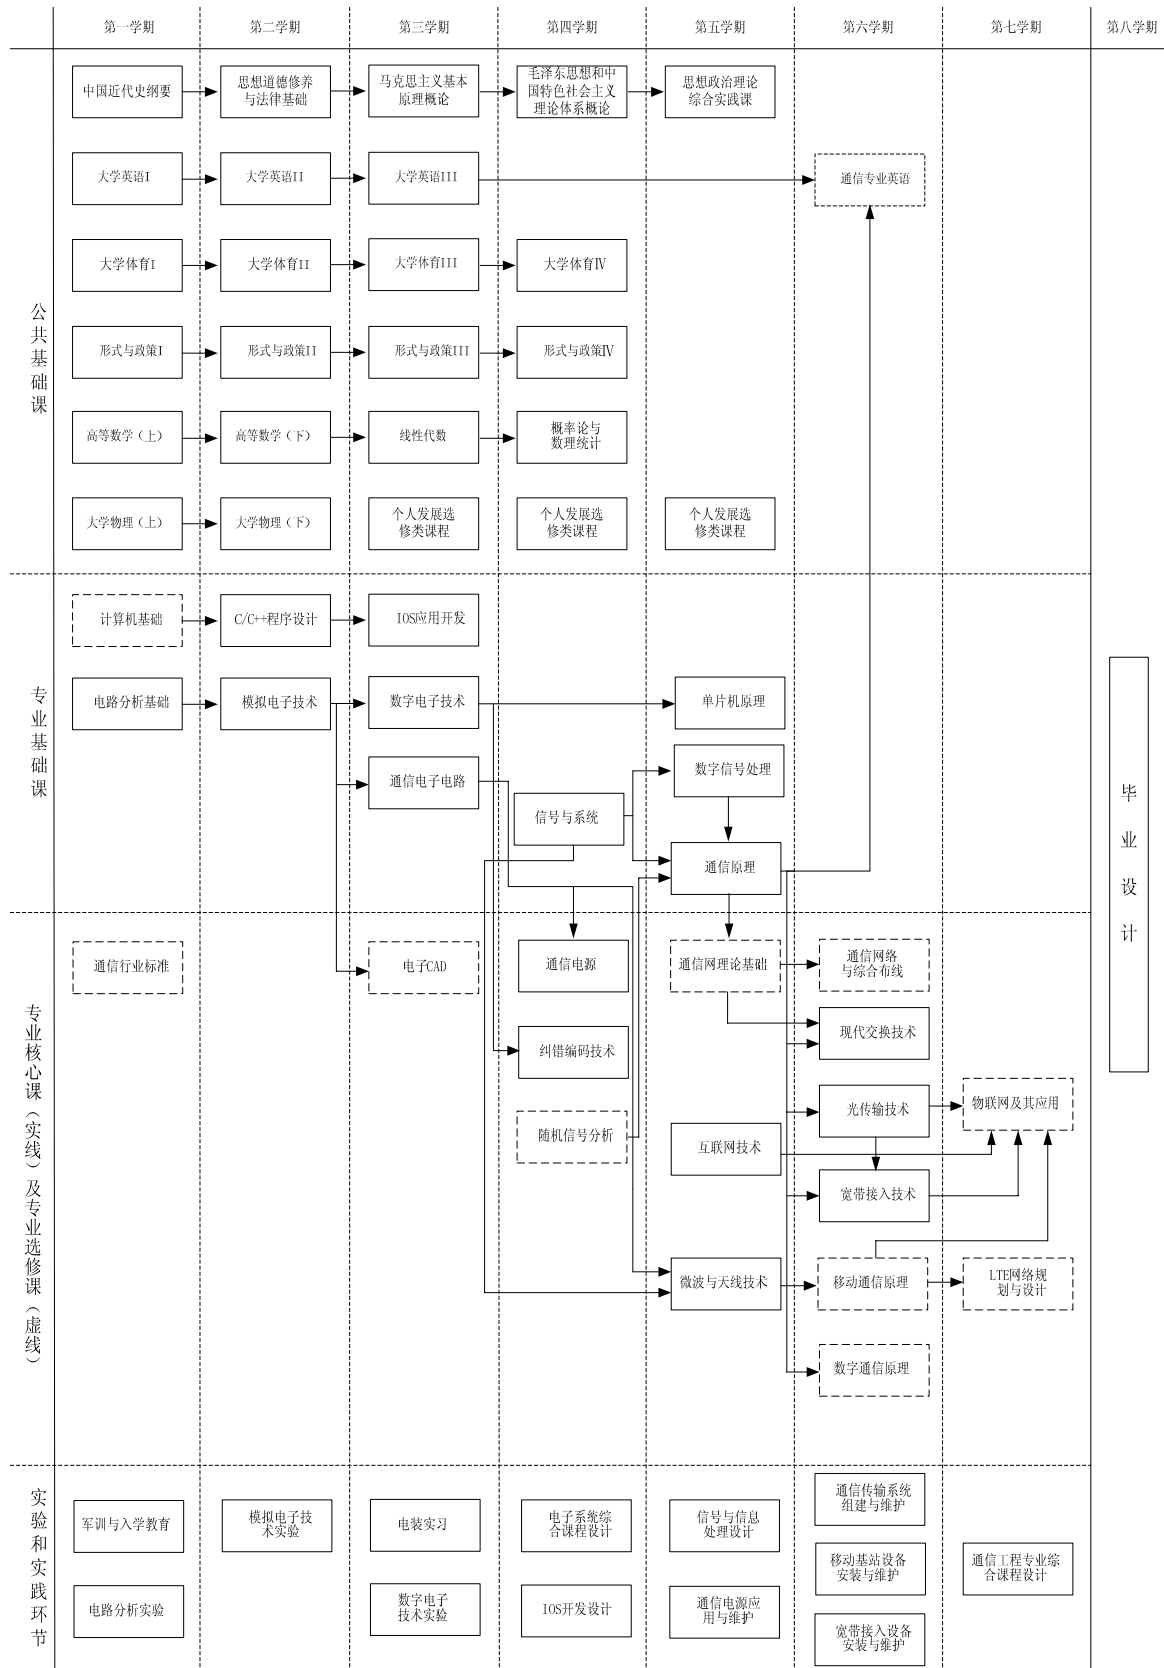 第一学期
第二学期
第三学期
第四学期
第五学期
第六学期
第七学期
第八学期
公共基础课
中国近代史纲要
思想道德修养
与法律基础
马克思主义基本
原理概论
毛泽东思想和中
国特色社会主义
理论体系概论
思想政治理论
综合实践课
大学英语I
大学英语II
大学英语III
通信专业英语
大学体育I
大学体育II
大学体育III
大学体育Ⅳ
形式与政策I
形式与政策II
形式与政策III
形式与政策Ⅳ
高等数学（上）
高等数学（下）
线性代数
概率论与
数理统计
大学物理（上）
大学物理（下）
个人发展选
修类课程
个人发展选
修类课程
个人发展选
修类课程
专业基础课
计算机基础
C/C++程序设计
IOS应用开发
电路分析基础
模拟电子技术
数字电子技术
单片机原理
通信电子电路
信号与系统
数字信号处理
通信原理
毕业设计
专业核心课（实线）及专业选修课（虚线）
通信行业标准
电子CAD
通信电源
通信网理论基础
通信网络
与综合布线
纠错编码技术
现代交换技术
随机信号分析
互联网技术
光传输技术
物联网及其应用
宽带接入技术
微波与天线技术
移动通信原理
LTE网络规
划与设计
数字通信原理
实验和实践环节
军训与入学教育
模拟电子技
术实验
电装实习
电子系统综
合课程设计
信号与信息
处理设计
通信传输系统
组建与维护
移动基站设备
安装与维护
通信工程专业综
合课程设计
电路分析实验
数字电子
技术实验
IOS开发设计
通信电源应
用与维护
宽带接入设备
安装与维护